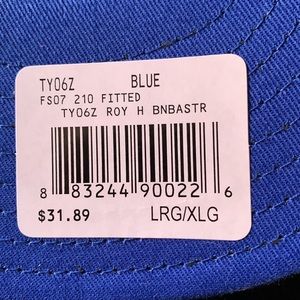 TY06Z BLUE
FS07 210 FITTED
TY06Z ROY H BNBASTR
8 83244 90022 6
$31.89 LRG/XLG